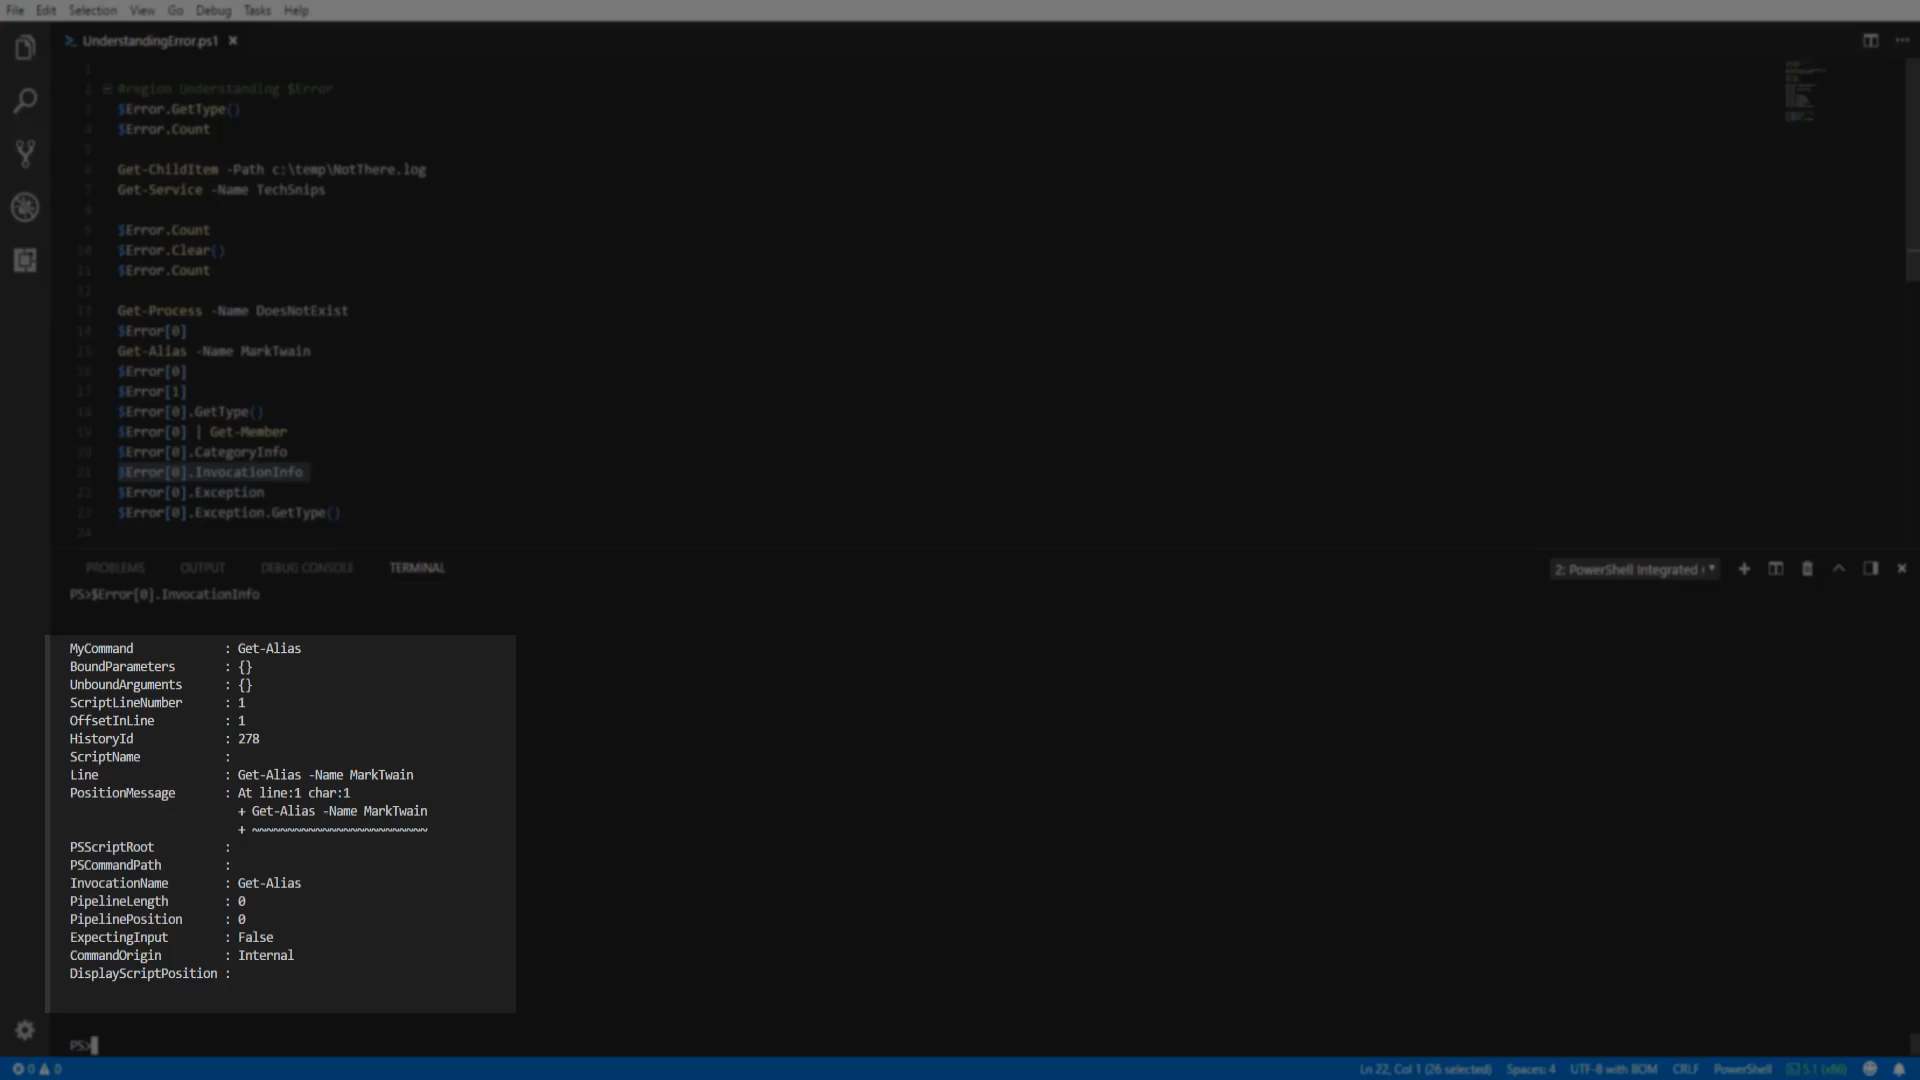 File Edit Selection View Go Debug Tasks Help
UnderstandingError.ps1
1
2 #region Understanding $Error
3 $Error.GetType()
4 $Error.Count
5
6 Get-ChildItem -Path c:\temp\NotThere.log
7 Get-Service -Name TechSnips
8
9 $Error.Count
10 $Error.Clear()
11 $Error.Count
12
13 Get-Process -Name DoesNotExist
14 $Error[0]
15 Get-Alias -Name MarkTwain
16 $Error[0]
17 $Error[1]
18 $Error[0].GetType()
19 $Error[0] | Get-Member
20 $Error[0].CategoryInfo
21 $Error[0].InvocationInfo
22 $Error[0].Exception
23 $Error[0].Exception.GetType()
24
PROBLEMS OUTPUT DEBUG CONSOLE TERMINAL 2: PowerShell Integrated
PS>$Error[0].InvocationInfo
MyCommand : Get-Alias
BoundParameters : {}
UnboundArguments : {}
ScriptLineNumber : 1
OffsetInLine : 1
HistoryId : 278
ScriptName :
Line : Get-Alias -Name MarkTwain
PositionMessage : At line:1 char:1
+ Get-Alias -Name MarkTwain
+ ~~~~~~~~~~~~~~~~~~~~~~~~~
PSScriptRoot :
PSCommandPath :
InvocationName : Get-Alias
PipelineLength : 0
PipelinePosition : 0
ExpectingInput : False
CommandOrigin : Internal
DisplayScriptPosition :
PS>
0 0 Ln 22, Col 1 (26 selected) Spaces: 4 UTF-8 with BOM CRLF PowerShell 5.1 (x86)